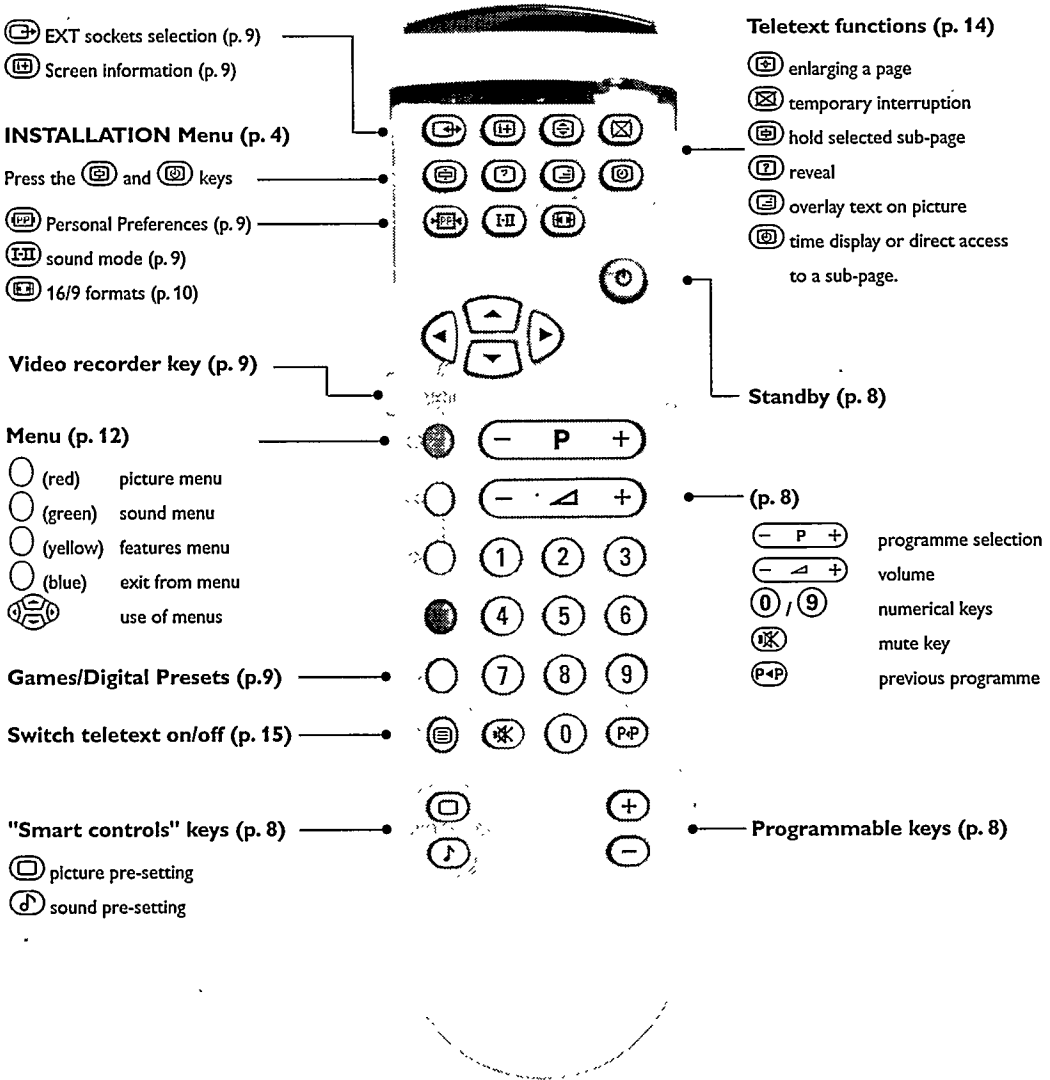 EXT sockets selection (p. 9)
i+ Screen information (p. 9)
INSTALLATION Menu (p. 4)
Press the and keys
PP Personal Preferences (p. 9)
I-II sound mode (p. 9)
16/9 formats (p. 10)
Video recorder key (p. 9)
Menu (p. 12)
(red) picture menu
(green) sound menu
(yellow) features menu
(blue) exit from menu
use of menus
Games/Digital Presets (p.9)
Switch teletext on/off (p. 15)
"Smart controls" keys (p. 8)
picture pre-setting
sound pre-setting
i+
?
PP I-II
- P +
- +
1 2 3
4 5 6
7 8 9
0 P◂P
+
-
Teletext functions (p. 14)
enlarging a page
temporary interruption
hold selected sub-page
? reveal
overlay text on picture
time display or direct access
to a sub-page.
Standby (p. 8)
(p. 8)
- P + programme selection
- + volume
0 / 9 numerical keys
mute key
P◂P previous programme
Programmable keys (p. 8)